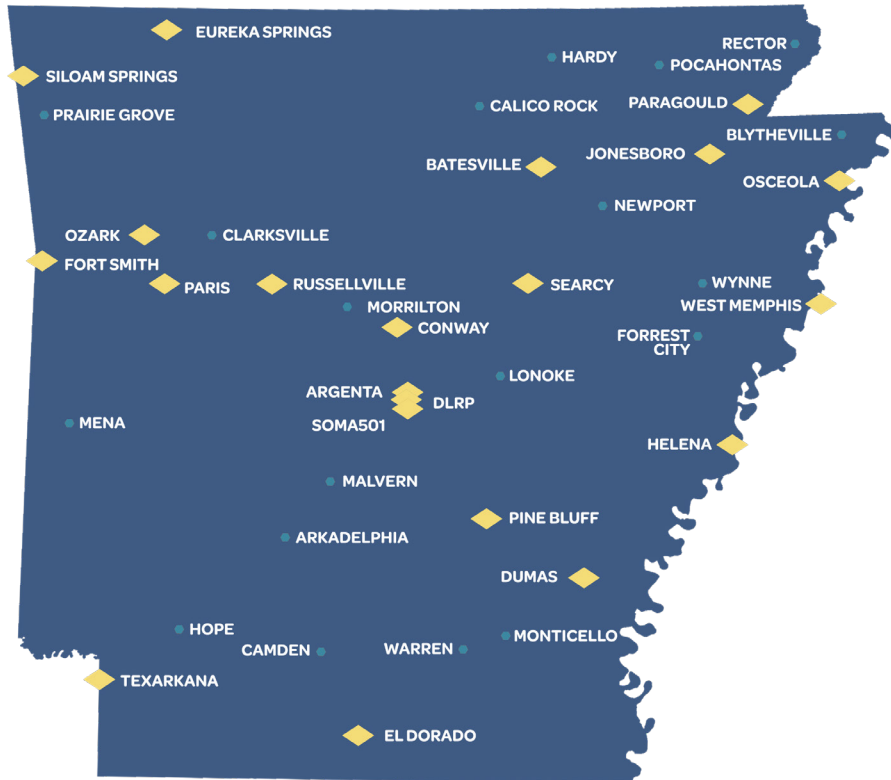 EUREKA SPRINGS
RECTOR
HARDY
POCAHONTAS
SILOAM SPRINGS
PARAGOULD
CALICO ROCK
PRAIRIE GROVE
BLYTHEVILLE
JONESBORO
BATESVILLE
OSCEOLA
NEWPORT
OZARK
CLARKSVILLE
FORT SMITH
PARIS
RUSSELLVILLE
SEARCY
WYNNE
WEST MEMPHIS
MORRILTON
CONWAY
FORREST
CITY
LONOKE
ARGENTA
DLRP
SOMA501
MENA
HELENA
MALVERN
PINE BLUFF
ARKADELPHIA
DUMAS
HOPE
MONTICELLO
CAMDEN
WARREN
TEXARKANA
EL DORADO